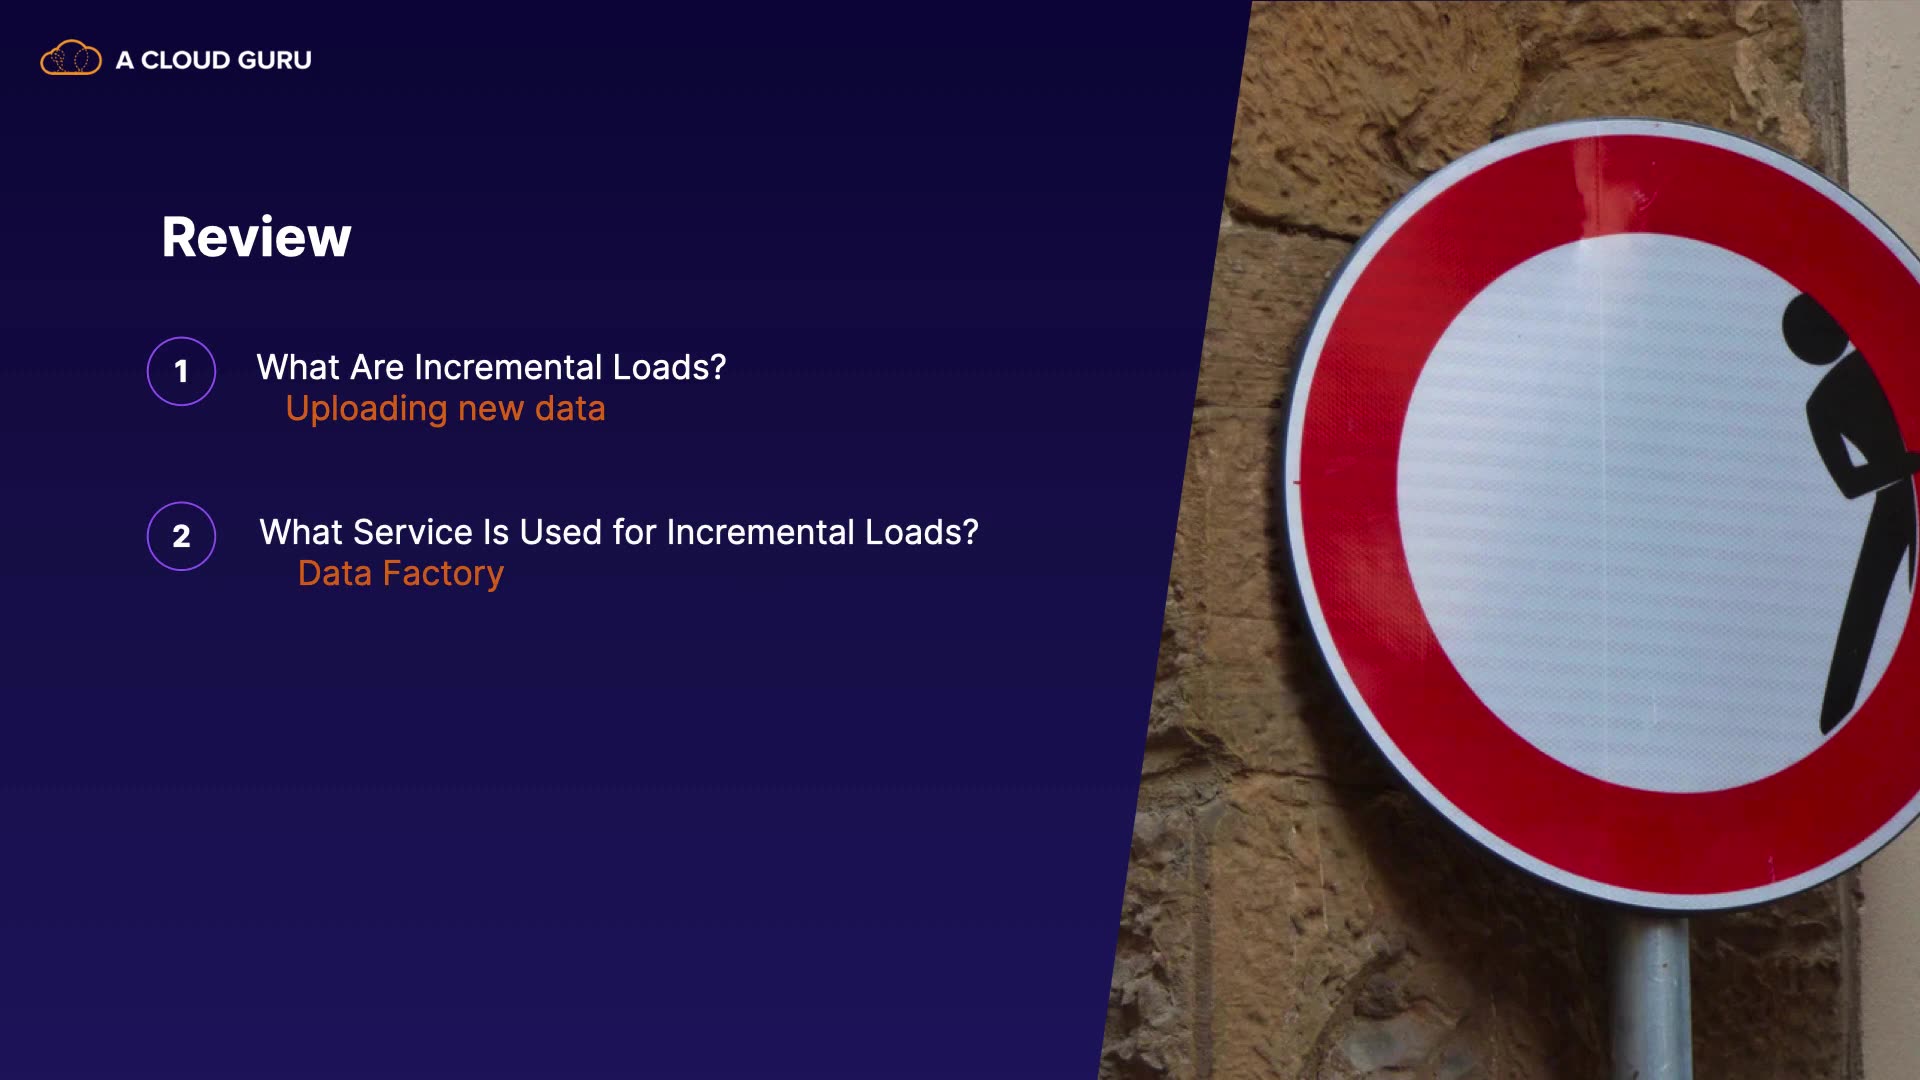 A CLOUD GURU
Review
1
What Are Incremental Loads?
Uploading new data
2
What Service Is Used for Incremental Loads?
Data Factory